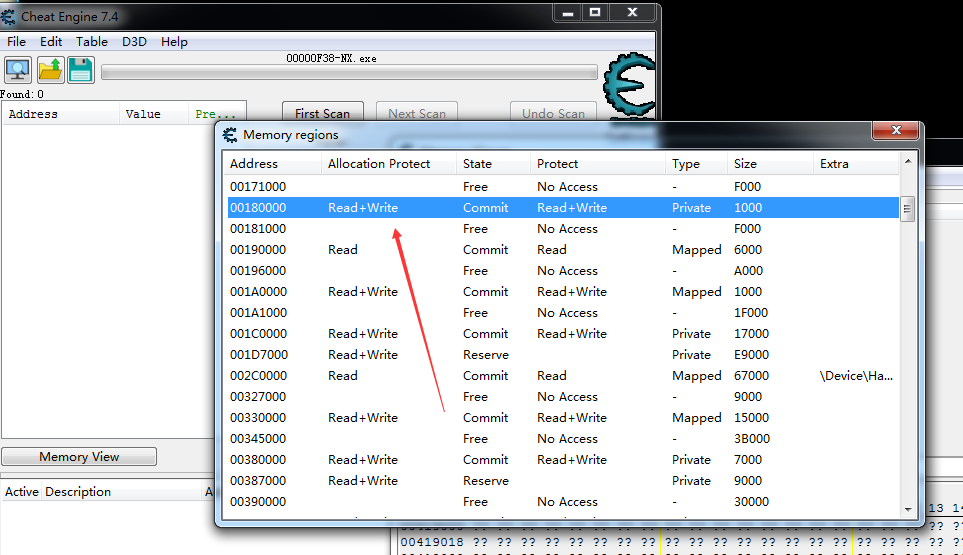 Cheat Engine 7.4
File Edit Table D3D Help
00000F38-NX.exe
Found: 0
Address Value Pre...
First Scan Next Scan Undo Scan
Memory regions
Address Allocation Protect State Protect Type Size Extra
00171000 Free No Access - F000
00180000 Read+Write Commit Read+Write Private 1000
00181000 Free No Access - F000
00190000 Read Commit Read Mapped 6000
00196000 Free No Access - A000
001A0000 Read+Write Commit Read+Write Mapped 1000
001A1000 Free No Access - 1F000
001C0000 Read+Write Commit Read+Write Private 17000
001D7000 Read+Write Reserve Private E9000
002C0000 Read Commit Read Mapped 67000 \Device\Ha...
00327000 Free No Access - 9000
00330000 Read+Write Commit Read+Write Mapped 15000
00345000 Free No Access - 3B000
00380000 Read+Write Commit Read+Write Private 7000
00387000 Read+Write Reserve Private 9000
00390000 Free No Access - 30000
Memory View
Active Description
13 14
00419018 ?? ?? ?? ?? ?? ?? ?? ?? ?? ?? ?? ?? ?? ?? ?? ?? ?? ?? ?? ??